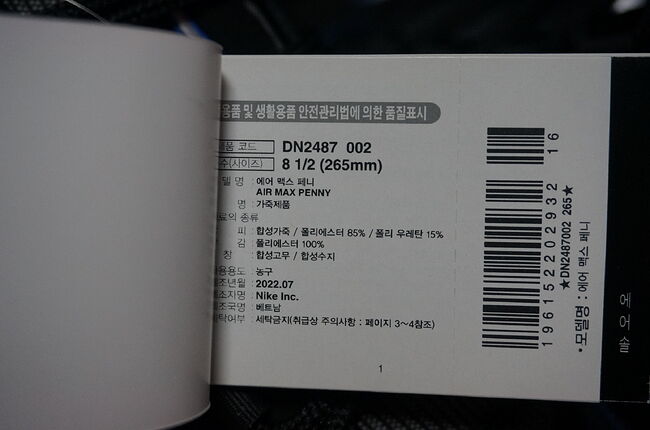 용품 및 생활용품 안전관리법에 의한 품질표시
품 코드 DN2487 002
수(사이즈) 8 1/2 (265mm)
델 명 : 에어 맥스 페니
AIR MAX PENNY
명 : 가죽제품
료의 종류
피 : 합성가죽 / 폴리에스터 85% / 폴리 우레탄 15%
감 : 폴리에스터 100%
창 : 합성고무 / 합성수지
용용도 : 농구
조년월 : 2022.07
조자명 : Nike Inc.
조국명 : 베트남
탁여부 : 세탁금지(취급상 주의사항 : 페이지 3~4참조)
1
196152202932 16
★DN2487002 265★
*모델명 : 에어 맥스 페니
에어솔